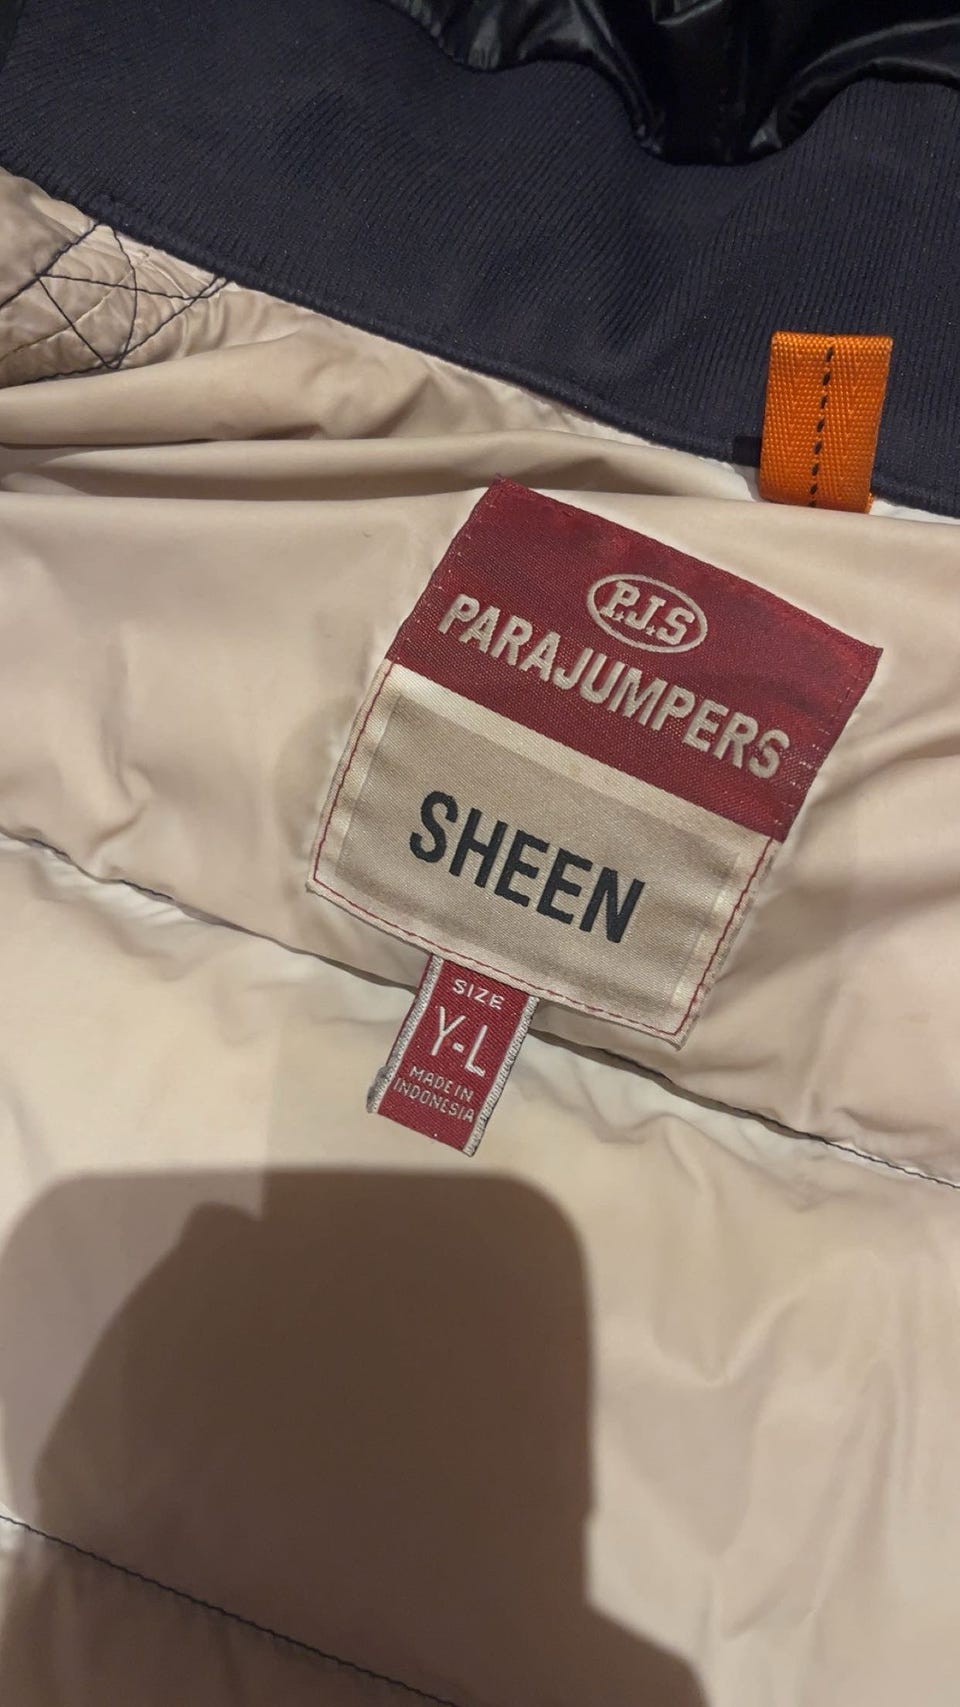 P.J.S
PARAJUMPERS
SHEEN
SIZE
Y-L
MADE IN
INDONESIA